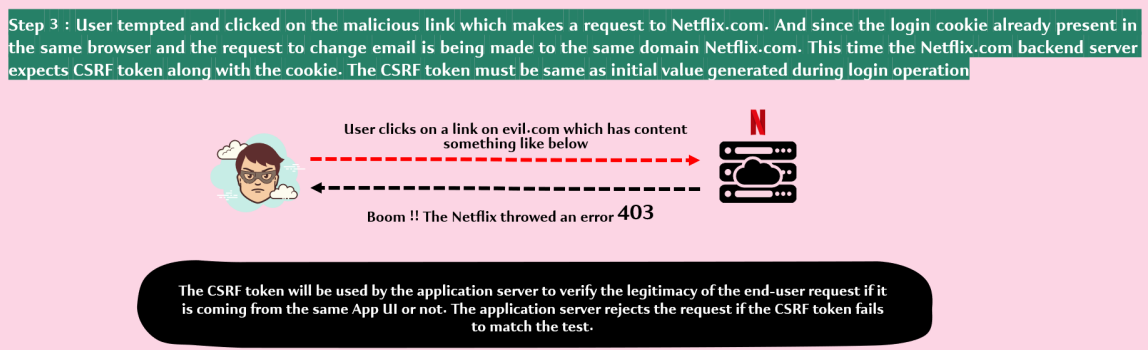 Step 3 : User tempted and clicked on the malicious link which makes a request to Netflix.com. And since the login cookie already present in
the same browser and the request to change email is being made to the same domain Netflix.com. This time the Netflix.com backend server
expects CSRF token along with the cookie. The CSRF token must be same as initial value generated during login operation
N
User clicks on a link on evil.com which has content
something like below
Boom !! The Netflix throwed an error 403
The CSRF token will be used by the application server to verify the legitimacy of the end-user request if it
is coming from the same App UI or not. The application server rejects the request if the CSRF token fails
to match the test.